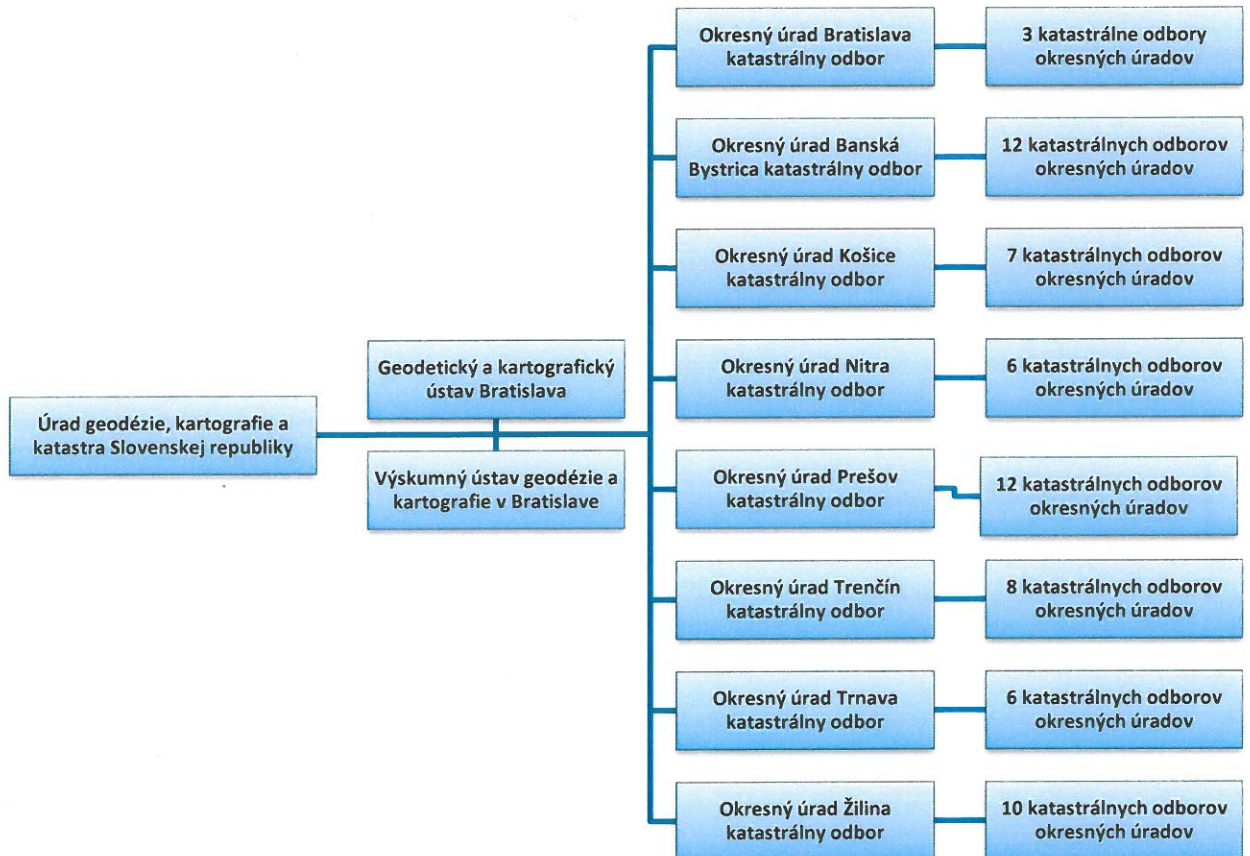 Úrad geodézie, kartografie a
katastra Slovenskej republiky
Geodetický a kartografický
ústav Bratislava
Výskumný ústav geodézie a
kartografie v Bratislave
Okresný úrad Bratislava
katastrálny odbor
3 katastrálne odbory
okresných úradov
Okresný úrad Banská
Bystrica katastrálny odbor
12 katastrálnych odborov
okresných úradov
Okresný úrad Košice
katastrálny odbor
7 katastrálnych odborov
okresných úradov
Okresný úrad Nitra
katastrálny odbor
6 katastrálnych odborov
okresných úradov
Okresný úrad Prešov
katastrálny odbor
12 katastrálnych odborov
okresných úradov
Okresný úrad Trenčín
katastrálny odbor
8 katastrálnych odborov
okresných úradov
Okresný úrad Trnava
katastrálny odbor
6 katastrálnych odborov
okresných úradov
Okresný úrad Žilina
katastrálny odbor
10 katastrálnych odborov
okresných úradov